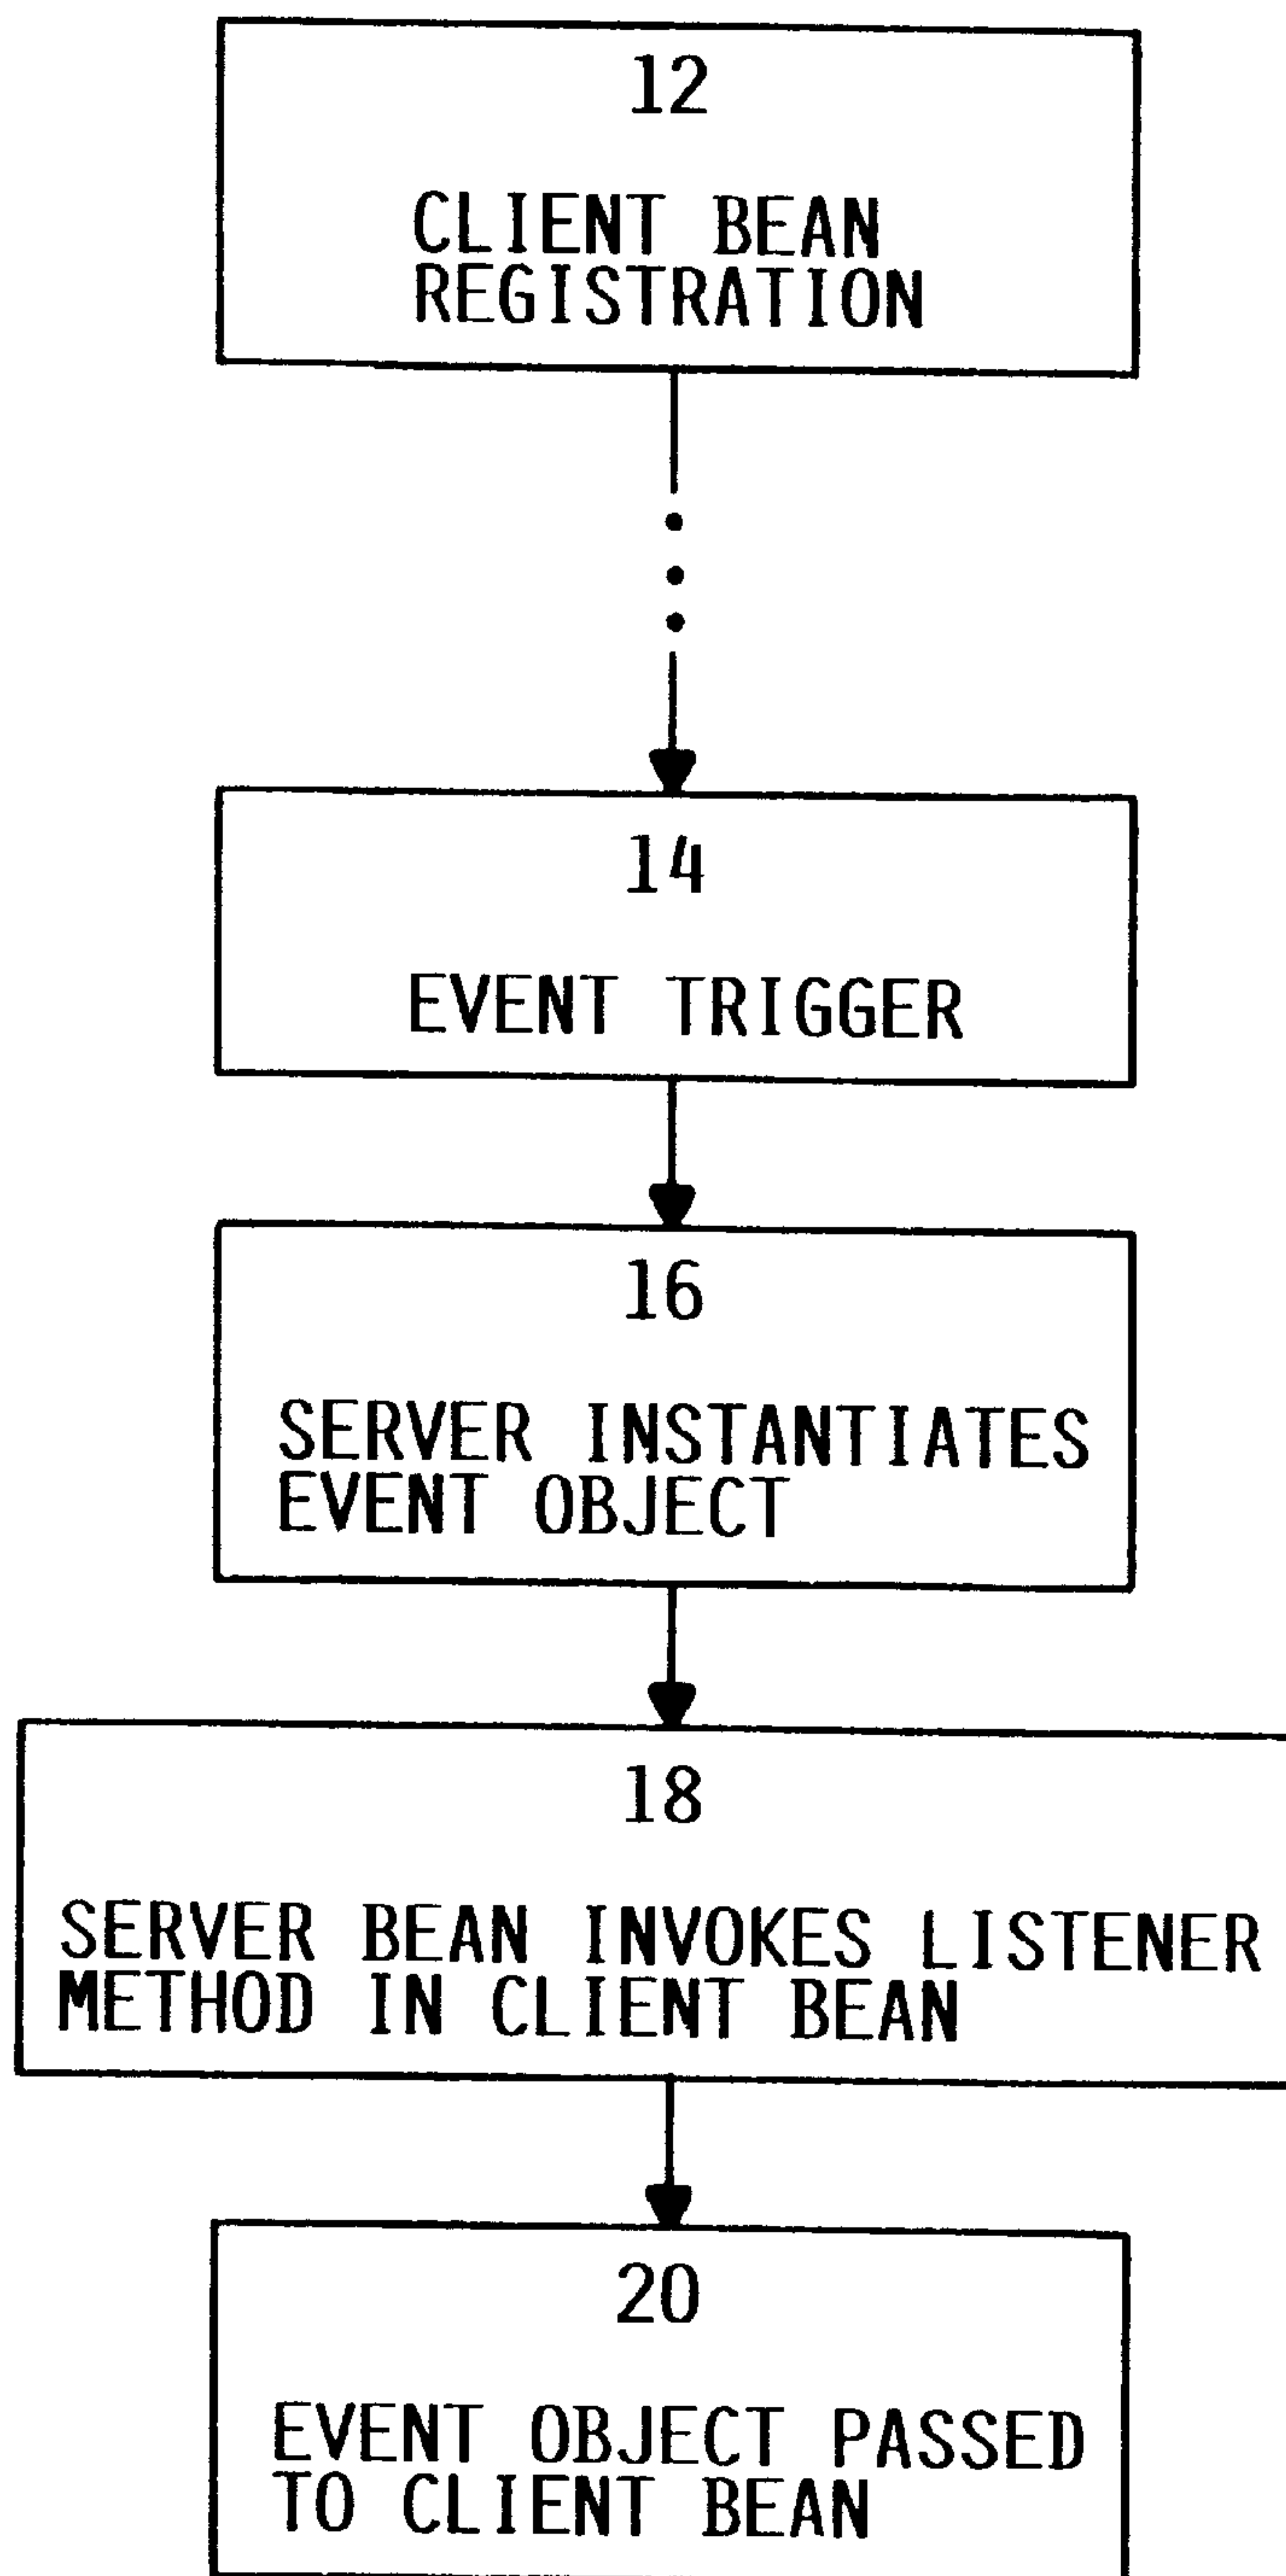 12
CLIENT BEAN
REGISTRATION
14
EVENT TRIGGER
16
SERVER INSTANTIATES
EVENT OBJECT
18
SERVER BEAN INVOKES LISTENER
METHOD IN CLIENT BEAN
20
EVENT OBJECT PASSED
TO CLIENT BEAN